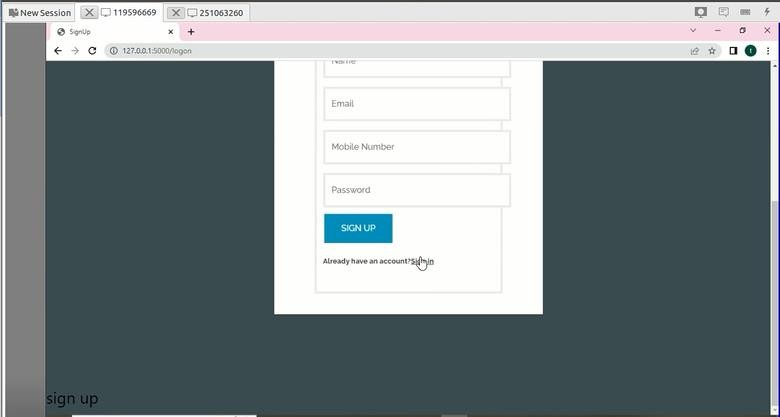 New Session 119596669 251063260
SignUp
127.0.0.1:5000/logon
Name
Email
Mobile Number
Password
SIGN UP
Already have an account?Sign in
sign up